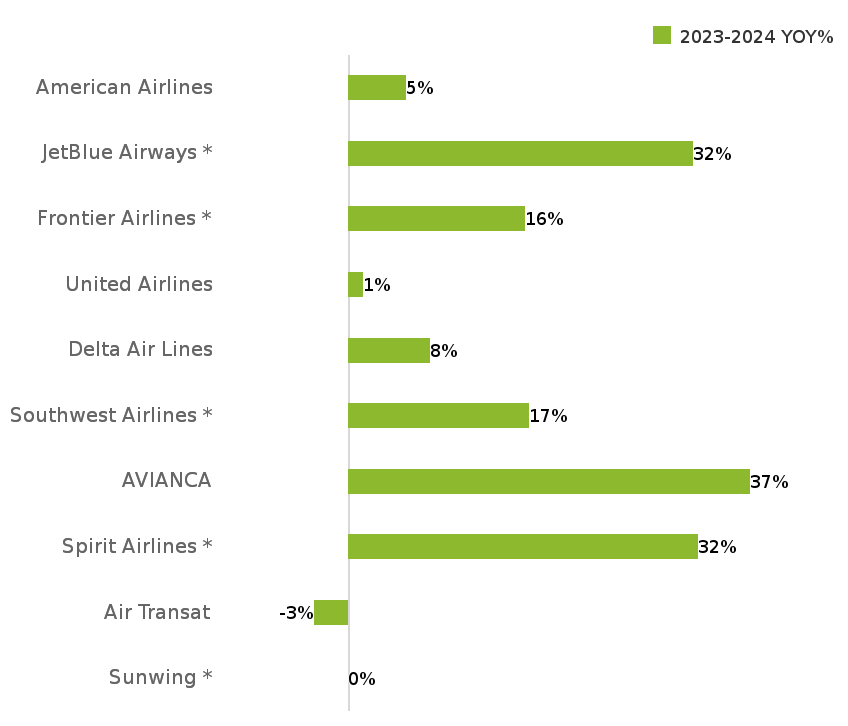 2023-2024 YOY%
American Airlines 5%
JetBlue Airways * 32%
Frontier Airlines * 16%
United Airlines 1%
Delta Air Lines 8%
Southwest Airlines * 17%
AVIANCA 37%
Spirit Airlines * 32%
Air Transat -3%
Sunwing * 0%